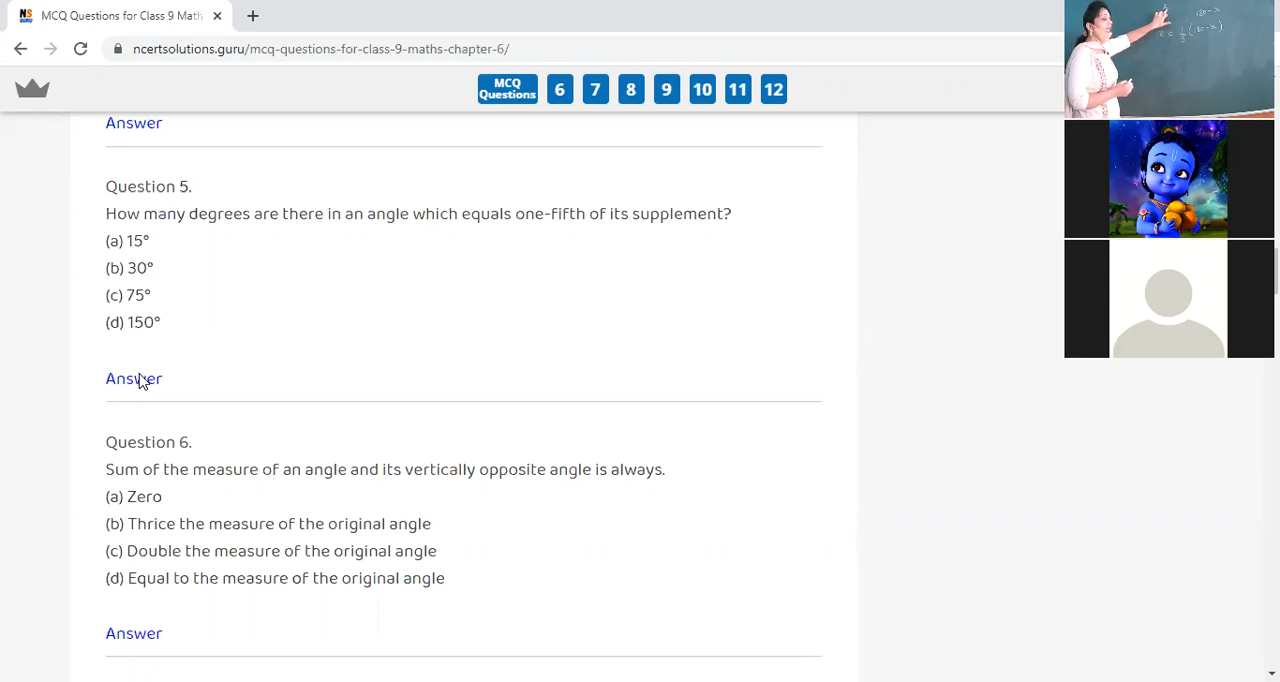 MCQ Questions for Class 9 Math
ncertsolutions.guru/mcq-questions-for-class-9-maths-chapter-6/
MCQ Questions 6 7 8 9 10 11 12
Answer
Question 5.
How many degrees are there in an angle which equals one-fifth of its supplement?
(a) 15°
(b) 30°
(c) 75°
(d) 150°
Answer
Question 6.
Sum of the measure of an angle and its vertically opposite angle is always.
(a) Zero
(b) Thrice the measure of the original angle
(c) Double the measure of the original angle
(d) Equal to the measure of the original angle
Answer
NS
GURU
180-x